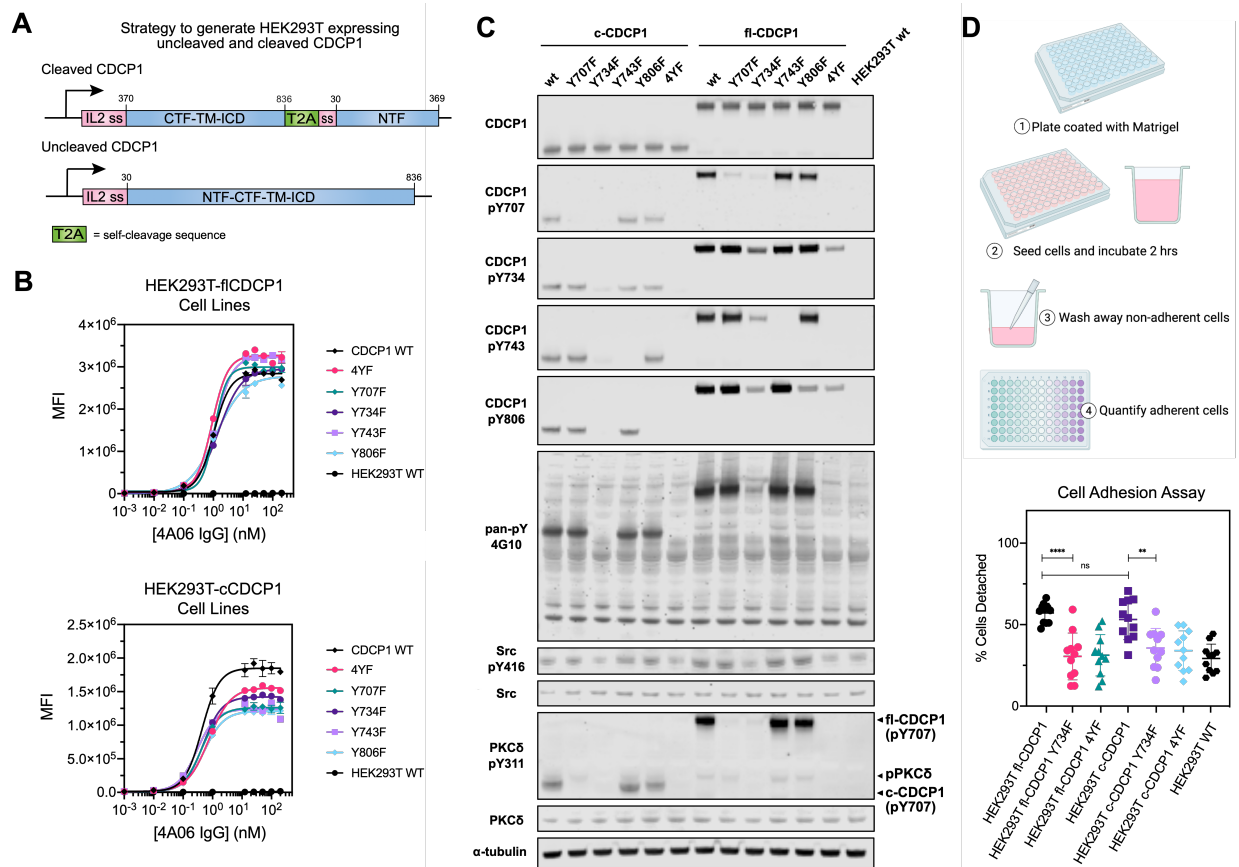 A
Strategy to generate HEK293T expressing
uncleaved and cleaved CDCP1
Cleaved CDCP1
370
836
30
369
IL2 ss
CTF-TM-ICD
T2A
ss
NTF
Uncleaved CDCP1
30
836
IL2 ss
NTF-CTF-TM-ICD
T2A
= self-cleavage sequence
B
HEK293T-flCDCP1
Cell Lines
4×10⁶
3×10⁶
2×10⁶
1×10⁶
0
MFI
10⁻³ 10⁻² 10⁻¹ 10⁰ 10¹ 10²
[4A06 IgG] (nM)
CDCP1 WT
4YF
Y707F
Y734F
Y743F
Y806F
HEK293T WT
HEK293T-cCDCP1
Cell Lines
2.5×10⁶
2.0×10⁶
1.5×10⁶
1.0×10⁶
5.0×10⁵
0.0
MFI
10⁻³ 10⁻² 10⁻¹ 10⁰ 10¹ 10²
[4A06 IgG] (nM)
CDCP1 WT
4YF
Y707F
Y734F
Y743F
Y806F
HEK293T WT
C
c-CDCP1
fl-CDCP1
wt Y707F Y734F Y743F Y806F 4YF wt Y707F Y734F Y743F Y806F 4YF HEK293T wt
CDCP1
CDCP1
pY707
CDCP1
pY734
CDCP1
pY743
CDCP1
pY806
pan-pY
4G10
Src
pY416
Src
PKCδ
pY311
fl-CDCP1
(pY707)
pPKCδ
c-CDCP1
(pY707)
PKCδ
α-tubulin
D
1 Plate coated with Matrigel
2 Seed cells and incubate 2 hrs
3 Wash away non-adherent cells
4 Quantify adherent cells
Cell Adhesion Assay
100
50
0
% Cells Detached
****
**
ns
HEK293T fl-CDCP1
HEK293T fl-CDCP1 Y734F
HEK293T fl-CDCP1 4YF
HEK293T c-CDCP1
HEK293T c-CDCP1 Y734F
HEK293T c-CDCP1 4YF
HEK293T WT